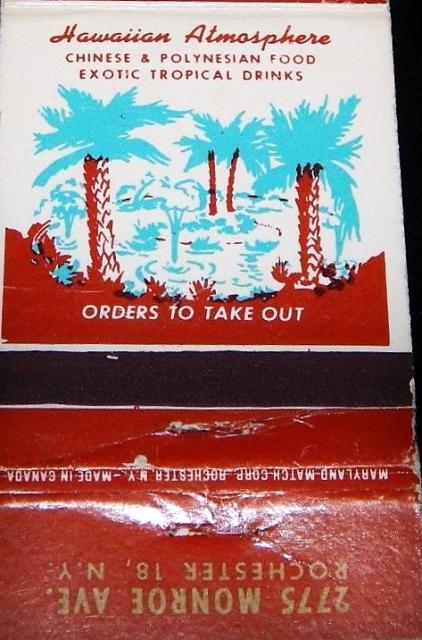 Hawaiian Atmosphere
CHINESE & POLYNESIAN FOOD
EXOTIC TROPICAL DRINKS
ORDERS TO TAKE OUT
MARYLAND MATCH CORP. ROCHESTER N.Y. - MADE IN CANADA
2775 MONROE AVE.
ROCHESTER 18, N.Y.